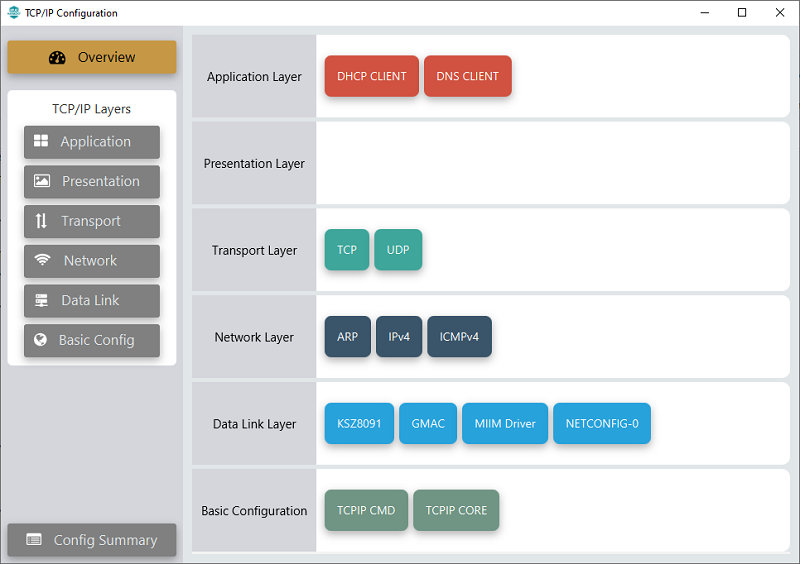 TCP/IP Configuration
Overview
TCP/IP Layers
Application
Presentation
Transport
Network
Data Link
Basic Config
Config Summary
Application Layer
DHCP CLIENT
DNS CLIENT
Presentation Layer
Transport Layer
TCP
UDP
Network Layer
ARP
IPv4
ICMPv4
Data Link Layer
KSZ8091
GMAC
MIIM Driver
NETCONFIG-0
Basic Configuration
TCPIP CMD
TCPIP CORE